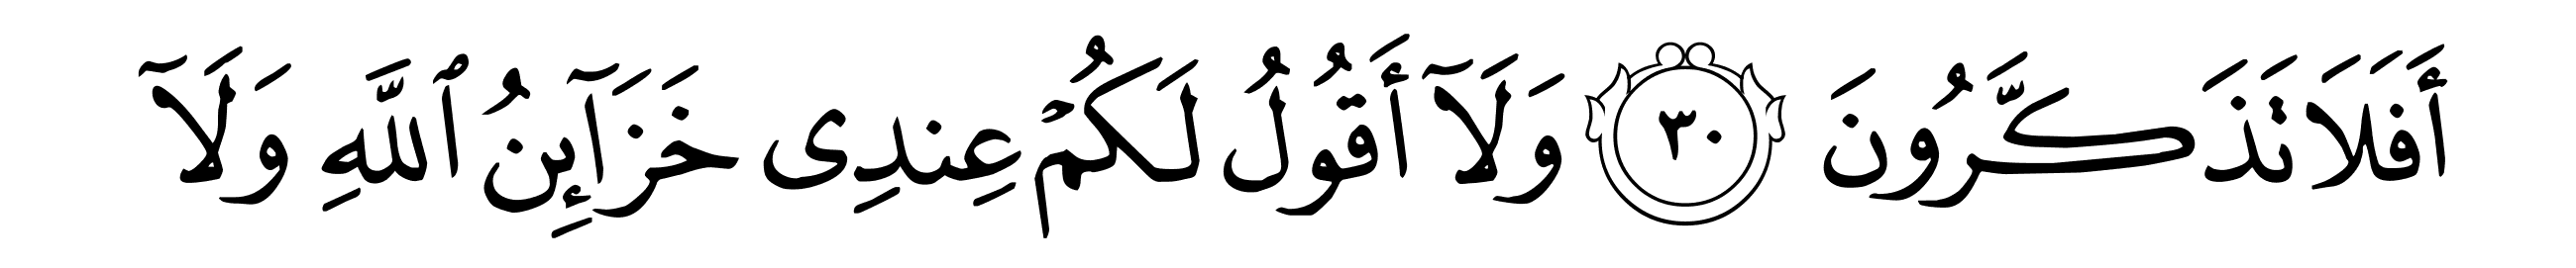 أَفَلَا تَذَكَّرُونَ ٣٠ وَلَآ أَقُولُ لَكُمْ عِندِى خَزَآئِنُ ٱللَّهِ وَلَآ